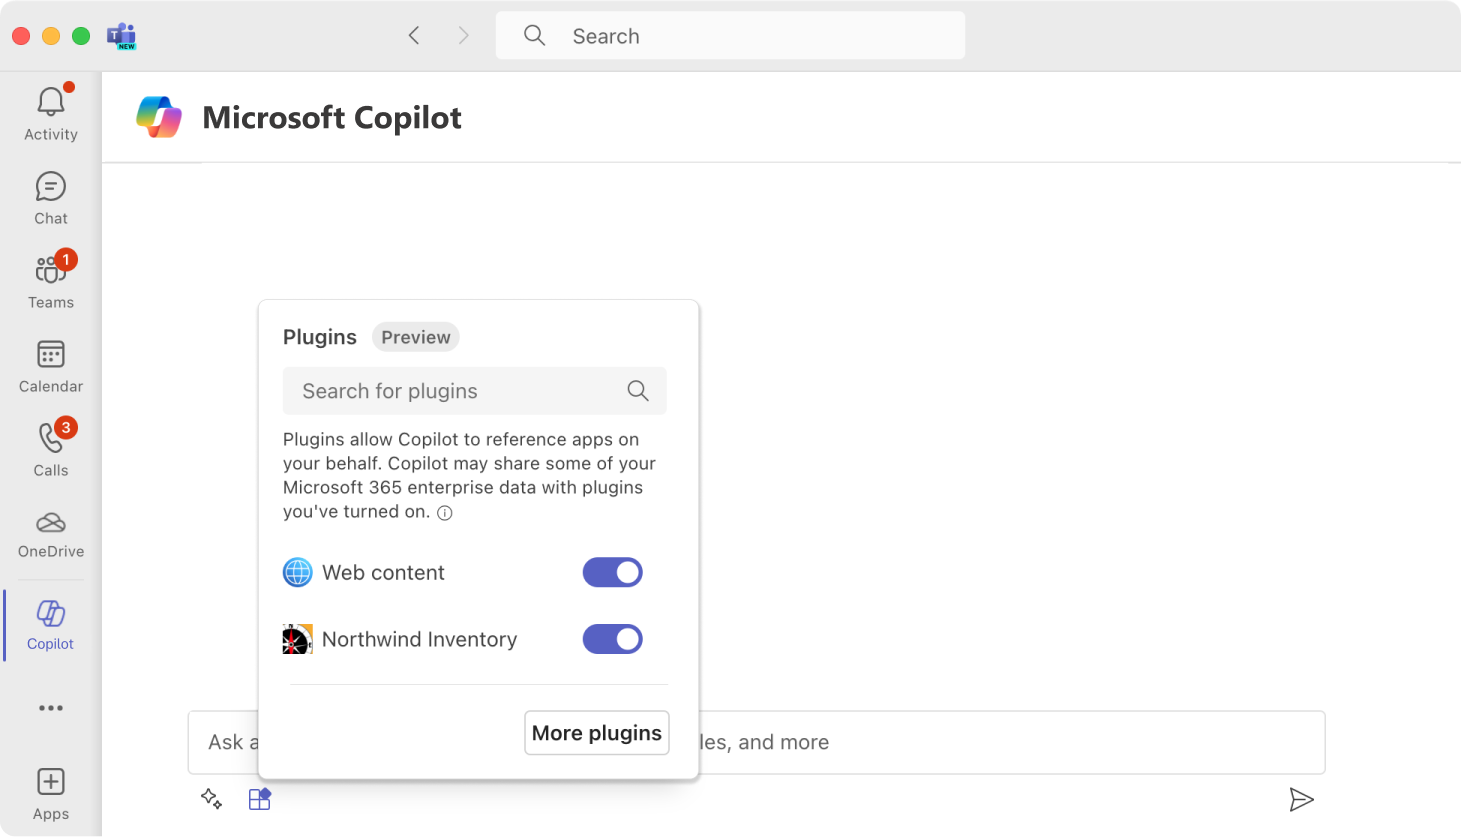 T
NEW
Search
Activity
Chat
1
Teams
Calendar
3
Calls
OneDrive
Copilot
Apps
Microsoft Copilot
Plugins Preview
Search for plugins
Plugins allow Copilot to reference apps on
your behalf. Copilot may share some of your
Microsoft 365 enterprise data with plugins
you've turned on.
Web content
Northwind Inventory
More plugins
Ask a
les, and more